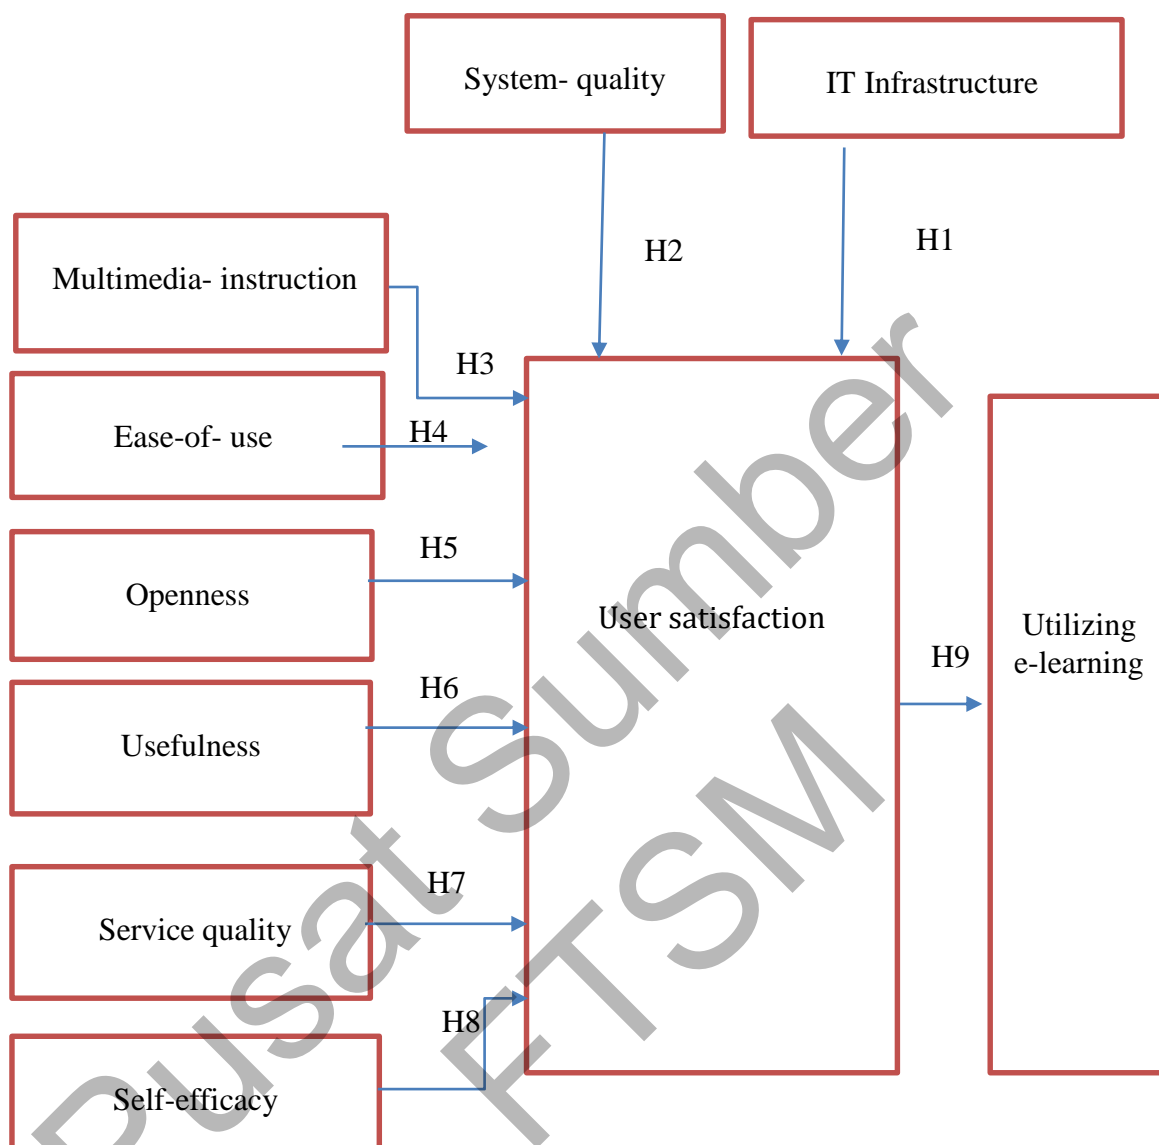 System- quality
IT Infrastructure
H2
H1
Multimedia- instruction
H3
Ease-of- use
H4
Openness
H5
User satisfaction
Utilizing
e-learning
H9
Usefulness
H6
Service quality
H7
Self-efficacy
H8
Pusat Sumber
FTSM